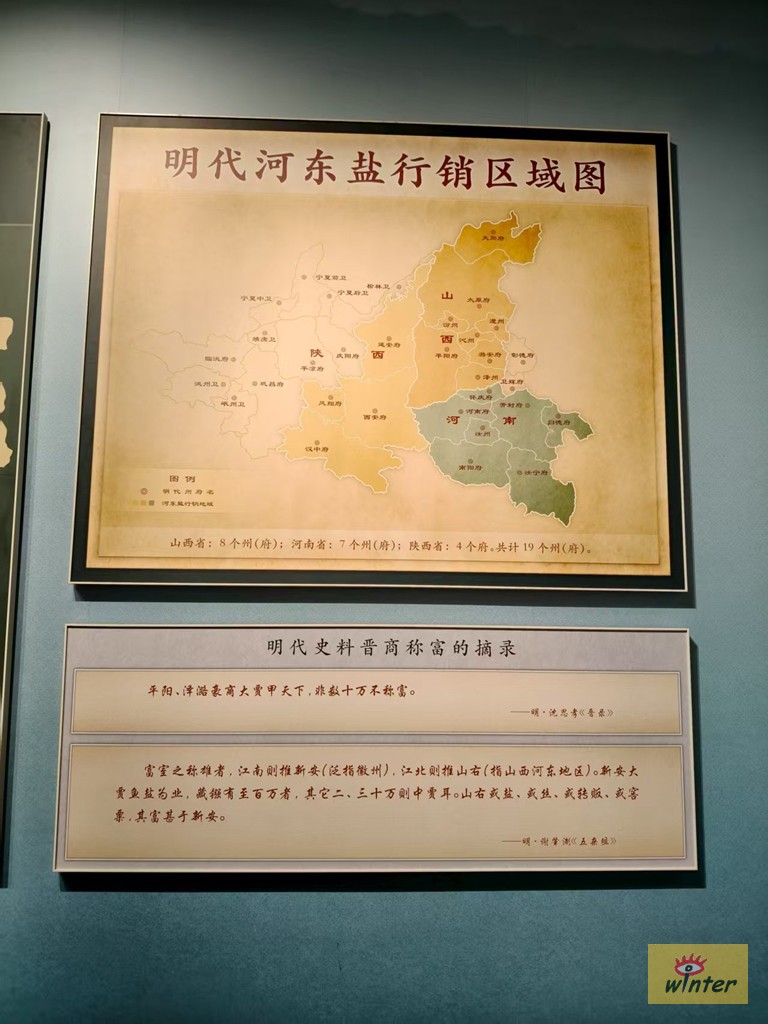 明代河东盐行销区域图
大同府
宁夏前卫
榆林卫
宁夏后卫
宁夏中卫
山
太原府
汾州
辽州
靖虏卫
延安府
西
沁州
临洮府
陕
庆阳府
西
平阳府
潞安府
彰德府
平凉府
洮州卫
巩昌府
泽州
卫辉府
岷州卫
凤翔府
怀庆府
开封府
西安府
河南府
河
南
归德府
汝州
汉中府
南阳府
汝宁府
图例
明代州府名
河东盐行销地域
山西省：8个州(府)；河南省：7个州(府)；陕西省：4个府。共计19个州(府)。
明代史料晋商称富的摘录
平阳、泽潞豪商大贾甲天下，非数十万不称富。
——明·沈思孝《晋录》
富室之称雄者，江南则推新安(泛指徽州)，江北则推山右(指山西河东地区)。新安大
贾鱼盐为业，藏镪有至百万者，其它二、三十万则中贾耳。山右或盐、或丝、或转贩、或窖
粟，其富甚于新安。
——明·谢肇淛《五杂俎》
winter